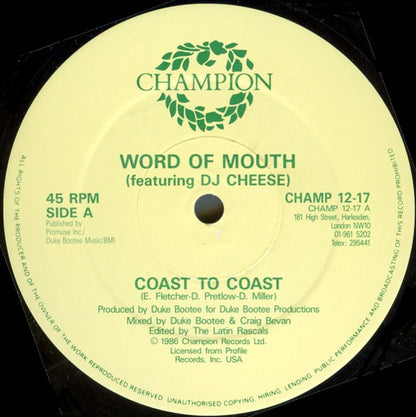 CHAMPION
WORD OF MOUTH
(featuring DJ CHEESE)
45 RPM
SIDE A
Published by
Promuse Inc./
Duke Bootee Music/BMI
CHAMP 12-17
CHAMP 12-17 A
181 High Street, Harlesden,
London NW10
01-961 5202
Telex: 295441
COAST TO COAST
(E. Fletcher-D. Pretlow-D. Miller)
Produced by Duke Bootee for Duke Bootee Productions
Mixed by Duke Bootee & Craig Bevan
Edited by The Latin Rascals
℗ 1986 Champion Records Ltd.
Licensed from Profile
Records, Inc. USA
ALL RIGHTS OF THE PRODUCER AND OF THE OWNER OF THE WORK REPRODUCED RESERVED. UNAUTHORISED COPYING, HIRING, LENDING, PUBLIC PERFORMANCE AND BROADCASTING OF THIS RECORD PROHIBITED